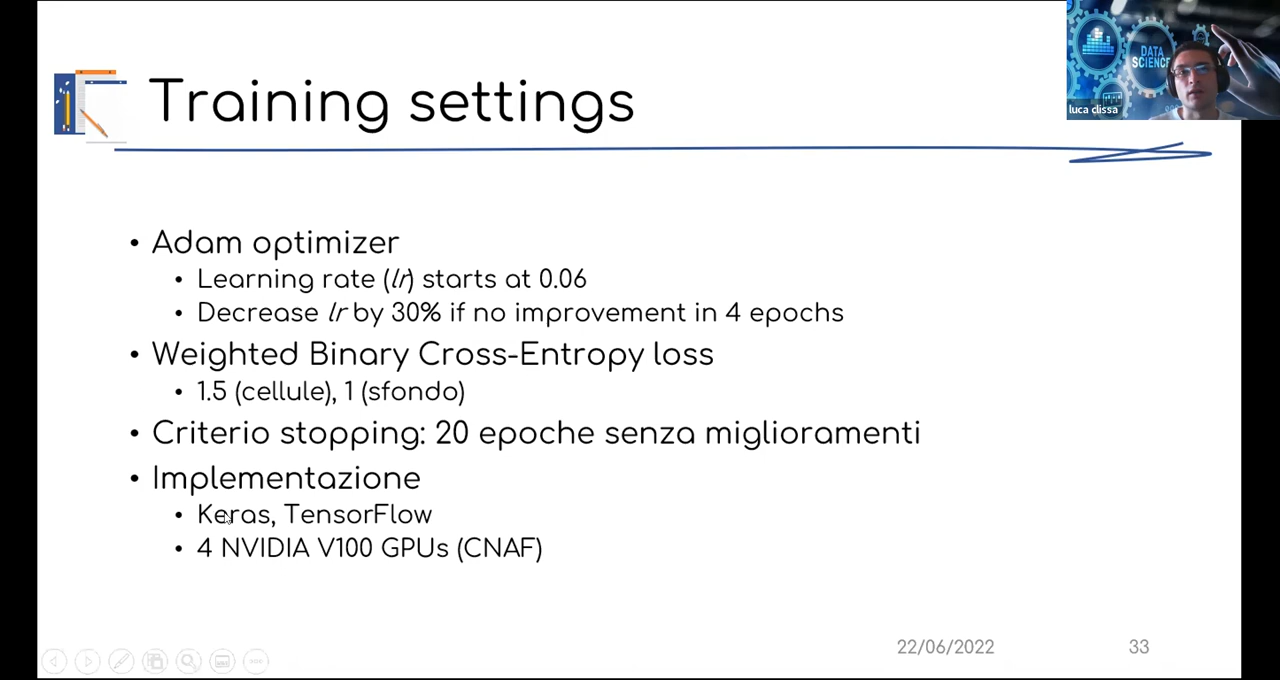 Training settings
DATA
SCIENCE
luca clissa
• Adam optimizer
• Learning rate (lr) starts at 0.06
• Decrease lr by 30% if no improvement in 4 epochs
• Weighted Binary Cross-Entropy loss
• 1.5 (cellule), 1 (sfondo)
• Criterio stopping: 20 epoche senza miglioramenti
• Implementazione
• Keras, TensorFlow
• 4 NVIDIA V100 GPUs (CNAF)
22/06/2022
33